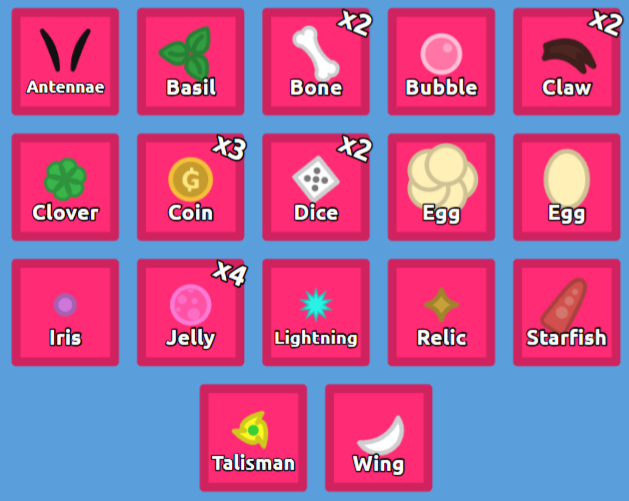 x2
x2
Antennae Basil Bone Bubble Claw
x3
x2
G
Clover Coin Dice Egg Egg
x4
Iris Jelly Lightning Relic Starfish
Talisman Wing